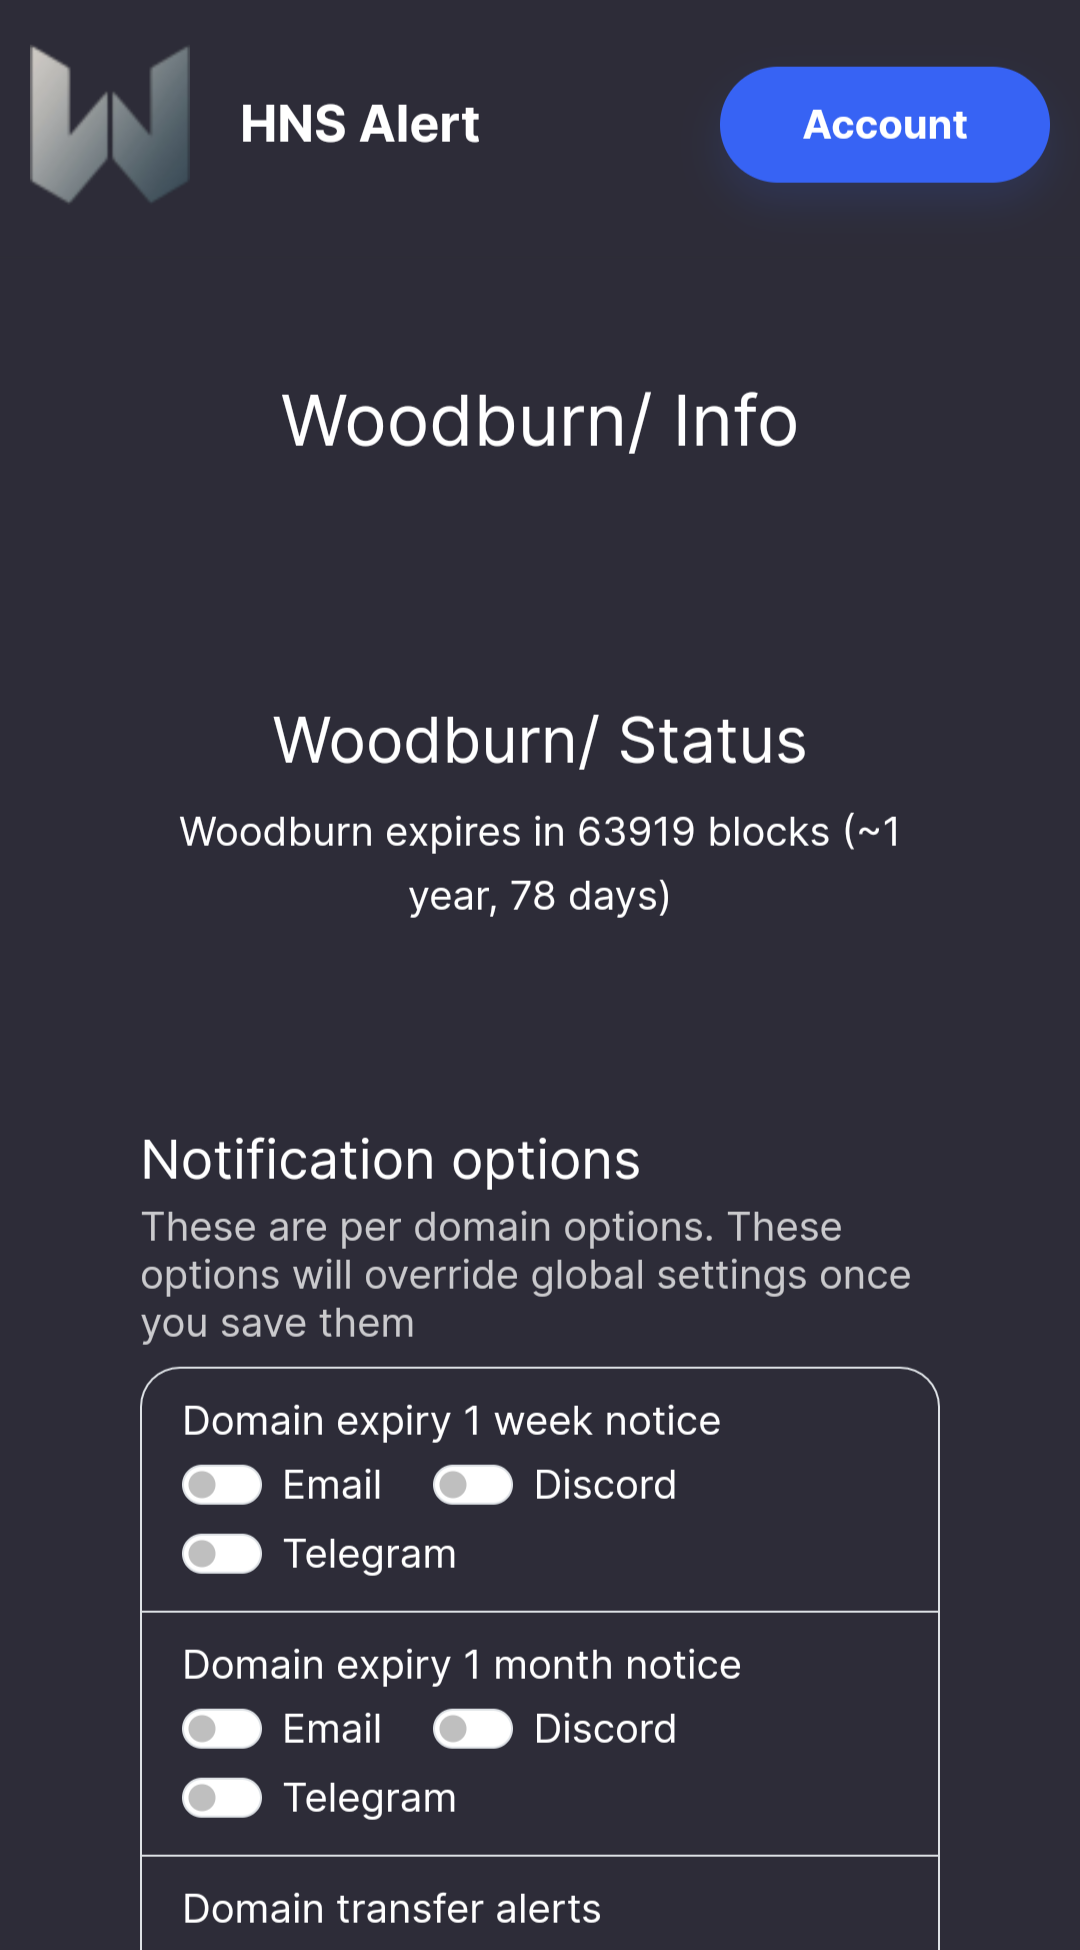 HNS Alert
Account
Woodburn/ Info
Woodburn/ Status
Woodburn expires in 63919 blocks (~1
year, 78 days)
Notification options
These are per domain options. These
options will override global settings once
you save them
Domain expiry 1 week notice
Email Discord
Telegram
Domain expiry 1 month notice
Email Discord
Telegram
Domain transfer alerts